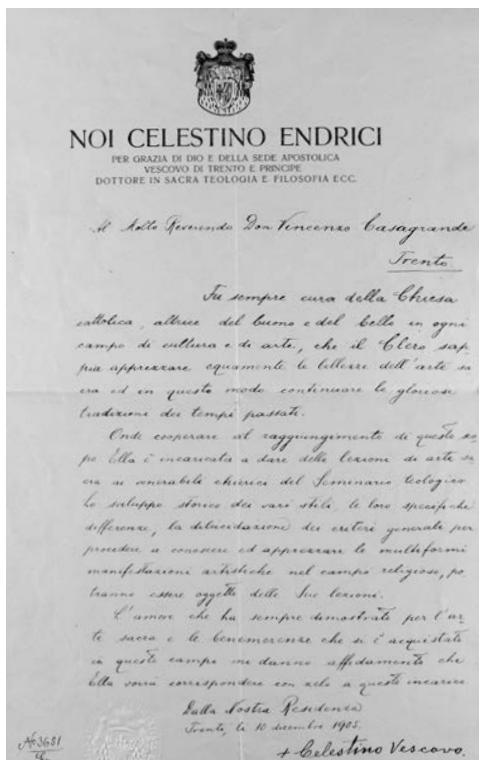 NOI CELESTINO ENDRICI
PER GRAZIA DI DIO E DELLA SEDE APOSTOLICA
VESCOVO DI TRENTO E PRINCIPE
DOTTORE IN SACRA TEOLOGIA E FILOSOFIA ECC.
Al Molto Reverendo Don Vincenzo Casagrande
Trento
Fu sempre cura della Chiesa
cattolica, altrice del buono e del bello in ogni
campo di cultura e di arte, che il Clero sap
pia apprezzare equamente le bellezze dell'arte sa
cra ed in questo modo continuare le gloriose
tradizioni dei tempi passati.
Onde cooperare al raggiungimento di questo sco
po Ella è incaricata a dare delle lezioni di arte sa
cra ai venerabili chierici del Seminario teologico
Lo sviluppo storico dei vari stili, le loro specifiche
differenze, la dilucidazione dei criteri generali per
procedere a conoscere ed apprezzare le multiformi
manifestazioni artistiche nel campo religioso, po
tranno essere oggetto delle Sue lezioni.
L'amore che ha sempre dimostrato per l'ar-
te sacra e le benemerenze che si è acquistate
in questo campo mi danno affidamento che
Ella vorrà corrispondere con zelo a questo incarico.
Dalla Nostra Residenza
Trento, li 10 dicembre 1905.
+ Celestino Vescovo.
No 3681